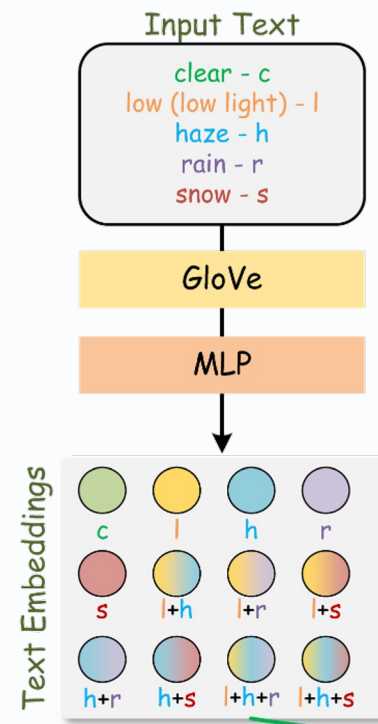 Input Text
clear - c
low (low light) - l
haze - h
rain - r
snow - s
GloVe
MLP
Text Embeddings
c l h r
s l+h l+r l+s
h+r h+s l+h+r l+h+s